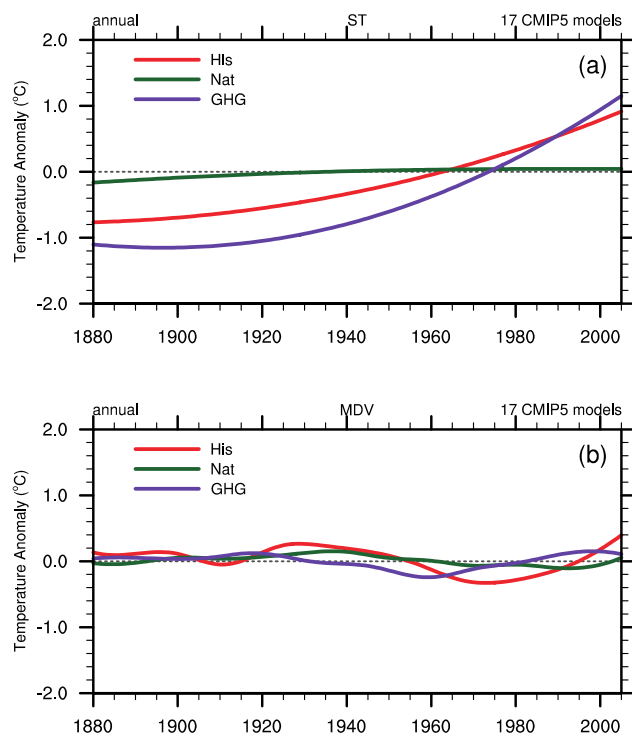 annual ST 17 CMIP5 models
(a)
HIs
Nat
GHG
Temperature Anomaly (°C)
2.0
1.0
0.0
-1.0
-2.0
1880 1900 1920 1940 1960 1980 2000
annual MDV 17 CMIP5 models
(b)
His
Nat
GHG
Temperature Anomaly (°C)
2.0
1.0
0.0
-1.0
-2.0
1880 1900 1920 1940 1960 1980 2000